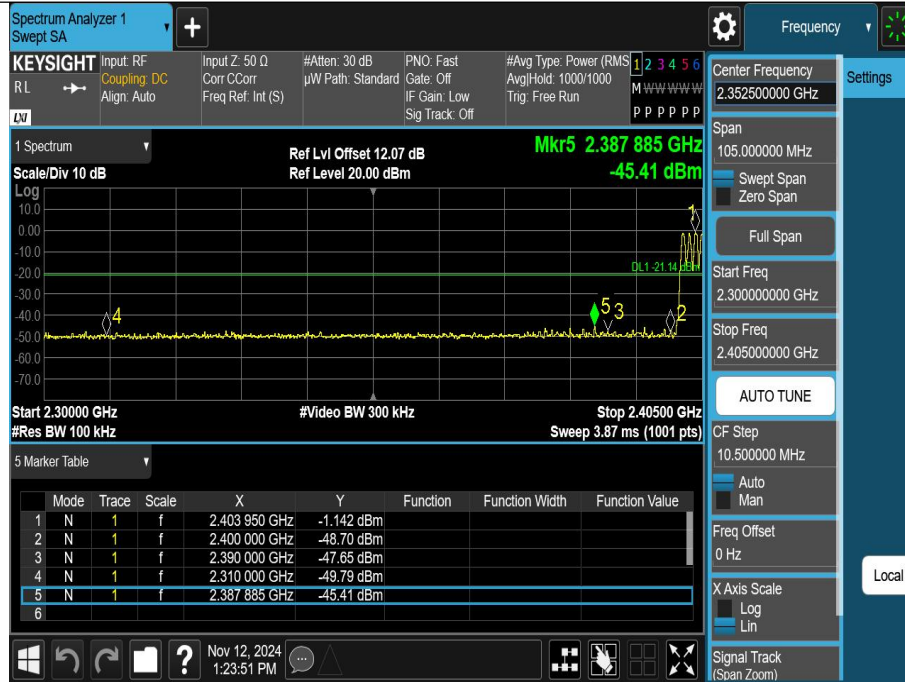 Spectrum Analyzer 1
Swept SA
+
Frequency
KEYSIGHT
RL
LXI
Input: RF
Coupling: DC
Align: Auto
Input Z: 50 Ω
Corr CCorr
Freq Ref: Int (S)
#Atten: 30 dB
µW Path: Standard
PNO: Fast
Gate: Off
IF Gain: Low
Sig Track: Off
#Avg Type: Power (RMS
Avg|Hold: 1000/1000
Trig: Free Run
1 2 3 4 5 6
M W W W W W
P P P P P P
1 Spectrum
Scale/Div 10 dB
Ref Lvl Offset 12.07 dB
Ref Level 20.00 dBm
Mkr5 2.387 885 GHz
-45.41 dBm
Log
10.0
0.00
-10.0
-20.0
-30.0
-40.0
-50.0
-60.0
-70.0
1
DL1 -21.14 dBm
4
5
3
2
Start 2.30000 GHz
#Video BW 300 kHz
Stop 2.40500 GHz
#Res BW 100 kHz
Sweep 3.87 ms (1001 pts)
5 Marker Table
Mode Trace Scale X Y Function Function Width Function Value
1 N 1 f 2.403 950 GHz -1.142 dBm
2 N 1 f 2.400 000 GHz -48.70 dBm
3 N 1 f 2.390 000 GHz -47.65 dBm
4 N 1 f 2.310 000 GHz -49.79 dBm
5 N 1 f 2.387 885 GHz -45.41 dBm
6
?
Nov 12, 2024
1:23:51 PM
...
Center Frequency
2.352500000 GHz
Settings
Span
105.000000 MHz
Swept Span
Zero Span
Full Span
Start Freq
2.300000000 GHz
Stop Freq
2.405000000 GHz
AUTO TUNE
CF Step
10.500000 MHz
Auto
Man
Freq Offset
0 Hz
X Axis Scale
Log
Lin
Local
Signal Track
(Span Zoom)